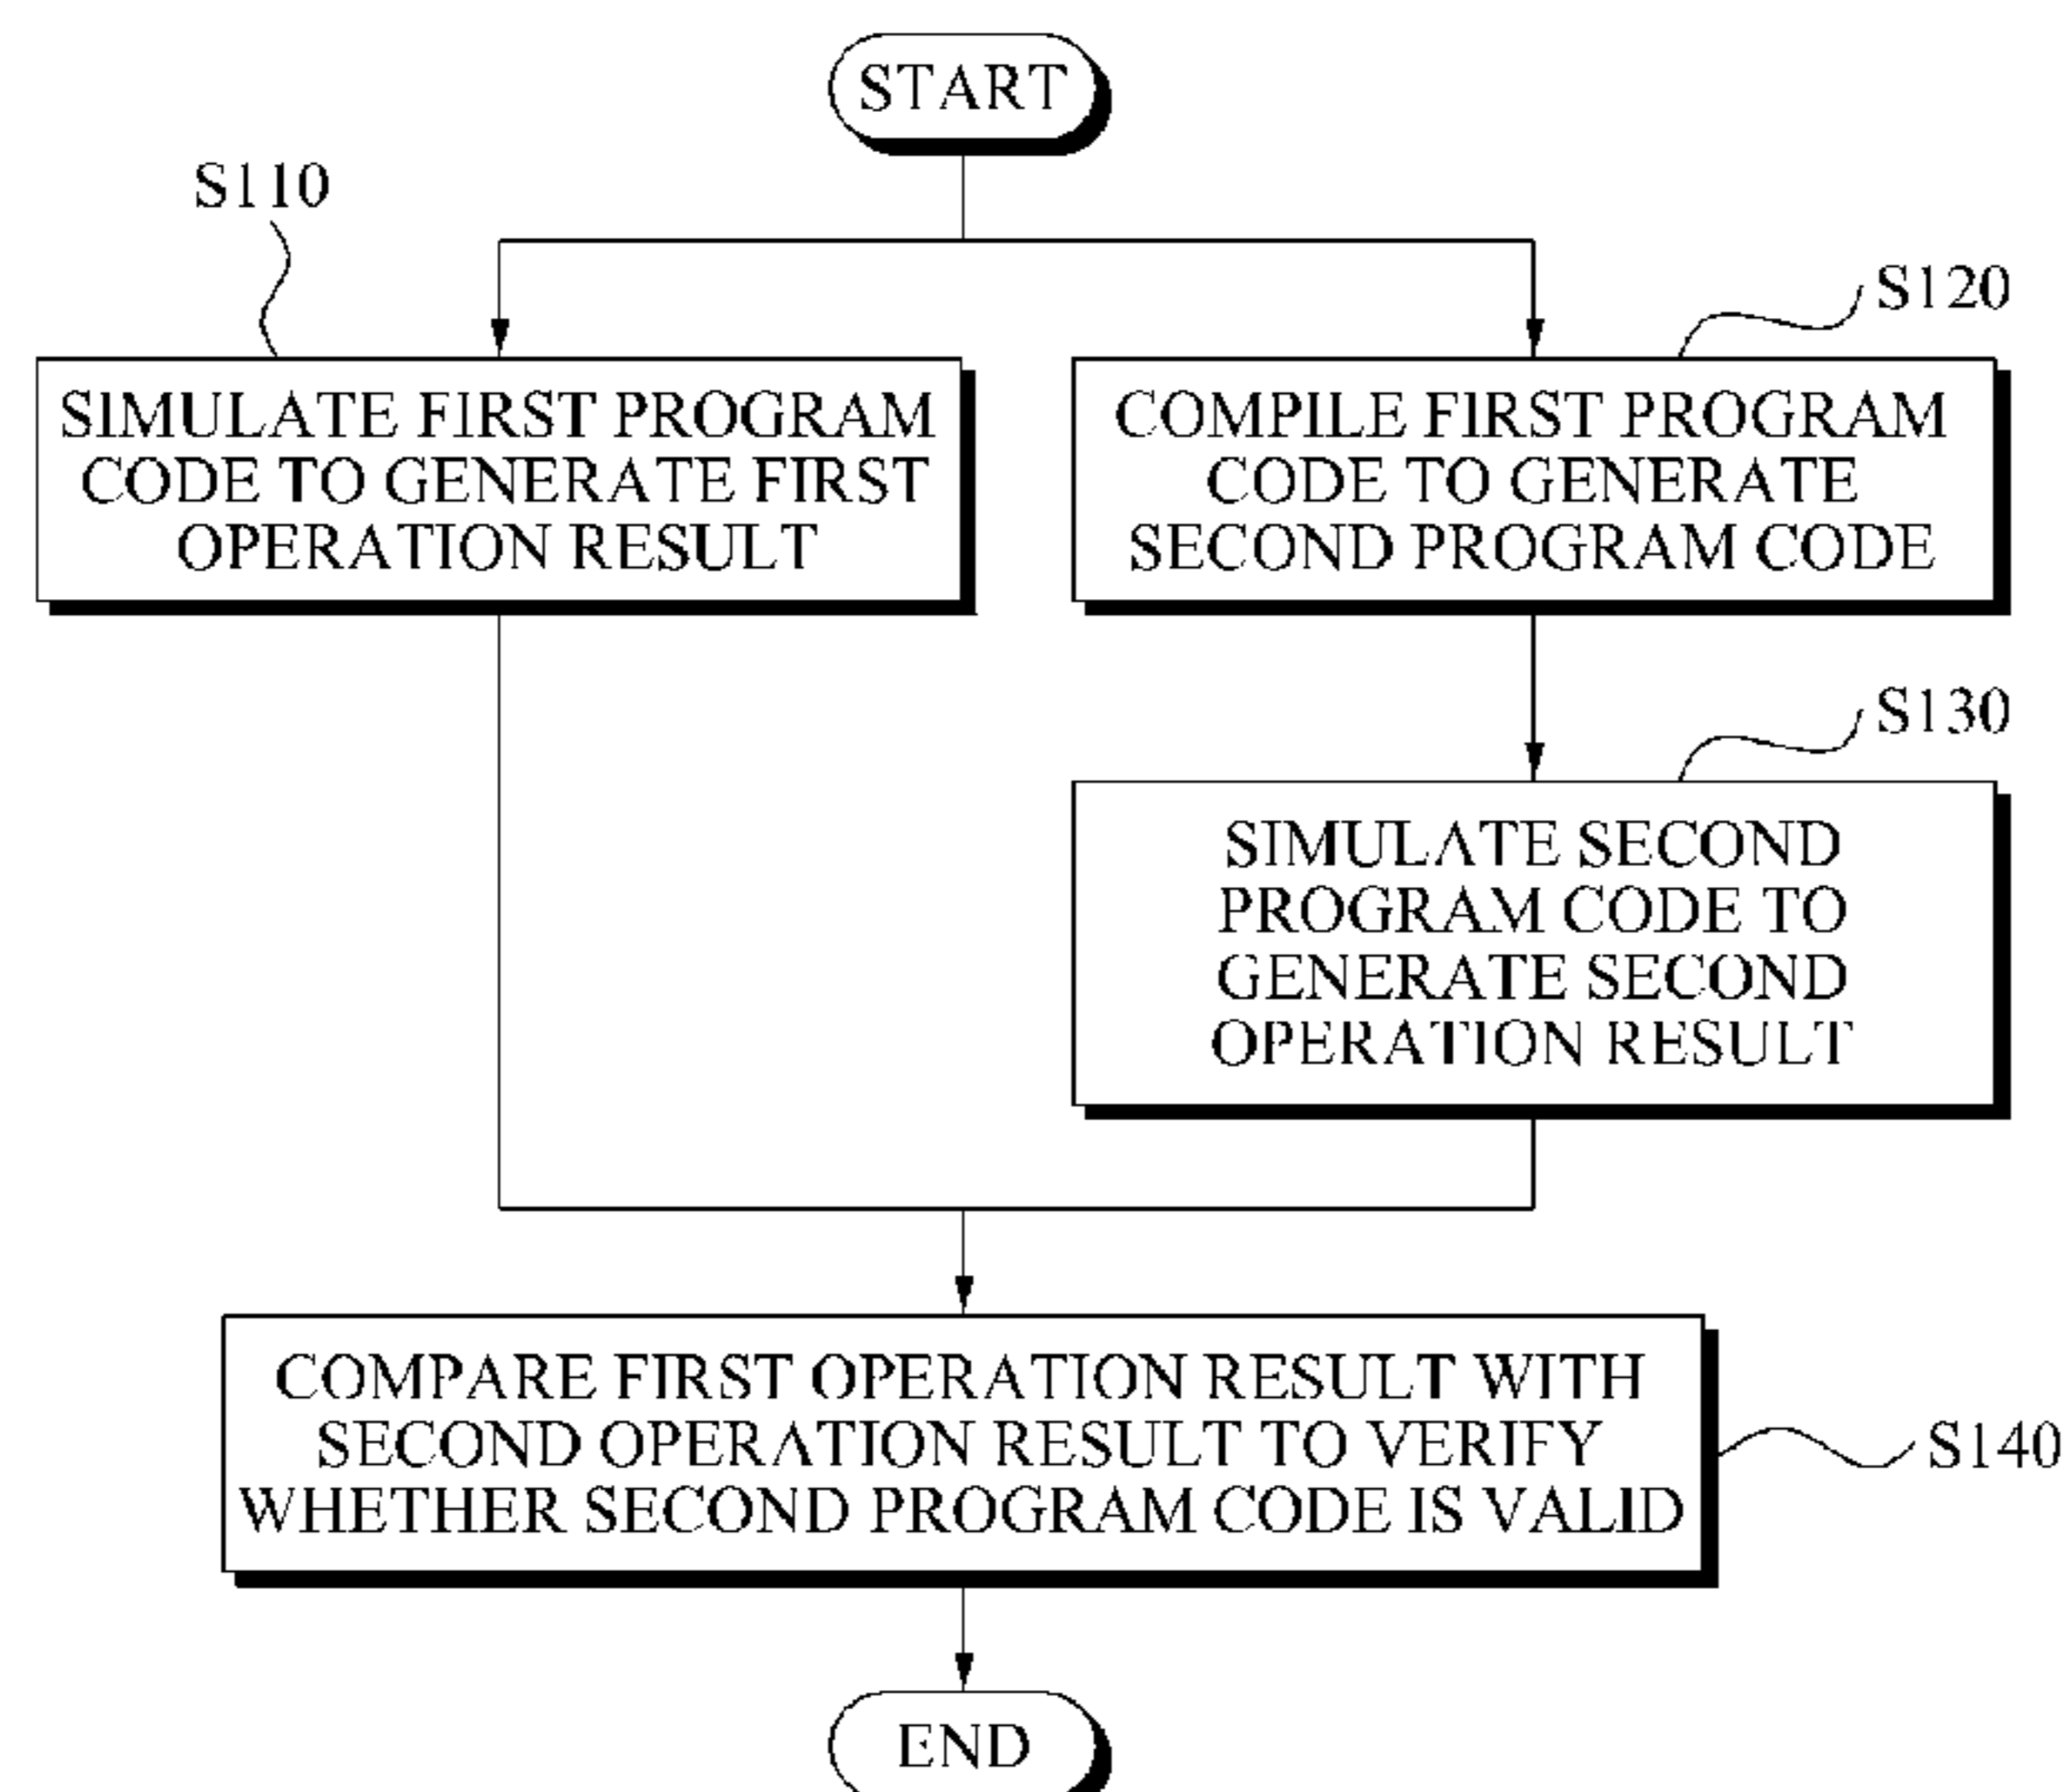 START
S110
S120
SIMULATE FIRST PROGRAM
CODE TO GENERATE FIRST
OPERATION RESULT
COMPILE FIRST PROGRAM
CODE TO GENERATE
SECOND PROGRAM CODE
S130
SIMULATE SECOND
PROGRAM CODE TO
GENERATE SECOND
OPERATION RESULT
COMPARE FIRST OPERATION RESULT WITH
SECOND OPERATION RESULT TO VERIFY
WHETHER SECOND PROGRAM CODE IS VALID
S140
END